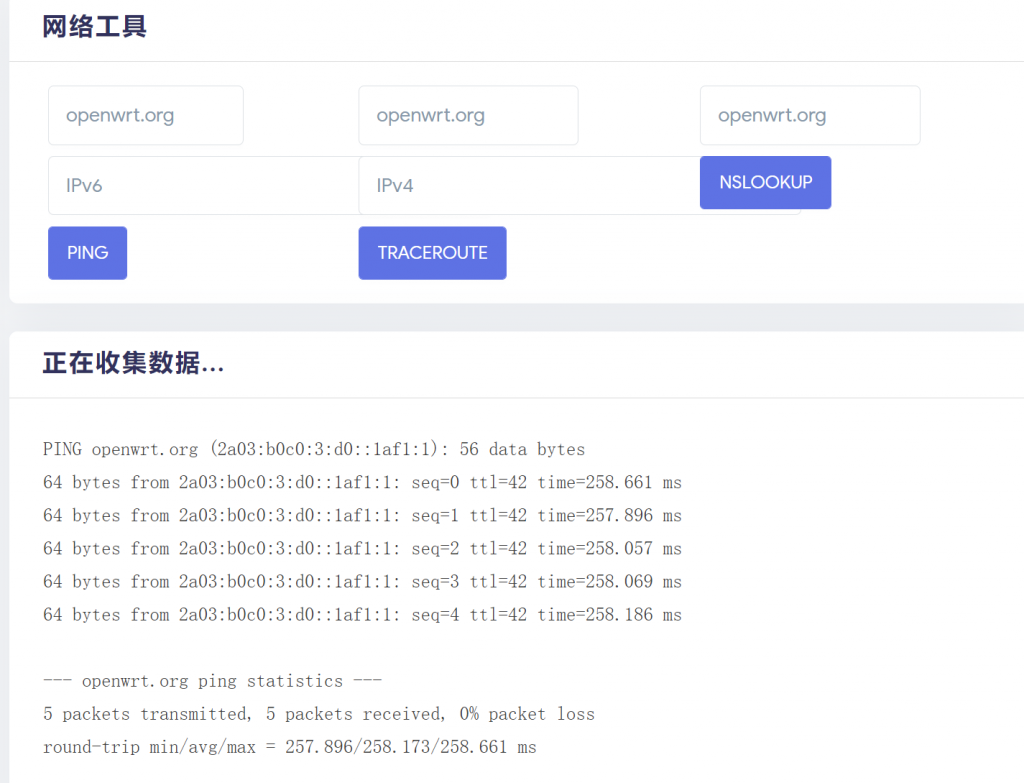 网络工具
openwrt.org openwrt.org openwrt.org
IPv6 IPv4 NSLOOKUP
PING TRACEROUTE
正在收集数据...
PING openwrt.org (2a03:b0c0:3:d0::1af1:1): 56 data bytes
64 bytes from 2a03:b0c0:3:d0::1af1:1: seq=0 ttl=42 time=258.661 ms
64 bytes from 2a03:b0c0:3:d0::1af1:1: seq=1 ttl=42 time=257.896 ms
64 bytes from 2a03:b0c0:3:d0::1af1:1: seq=2 ttl=42 time=258.057 ms
64 bytes from 2a03:b0c0:3:d0::1af1:1: seq=3 ttl=42 time=258.069 ms
64 bytes from 2a03:b0c0:3:d0::1af1:1: seq=4 ttl=42 time=258.186 ms
--- openwrt.org ping statistics ---
5 packets transmitted, 5 packets received, 0% packet loss
round-trip min/avg/max = 257.896/258.173/258.661 ms